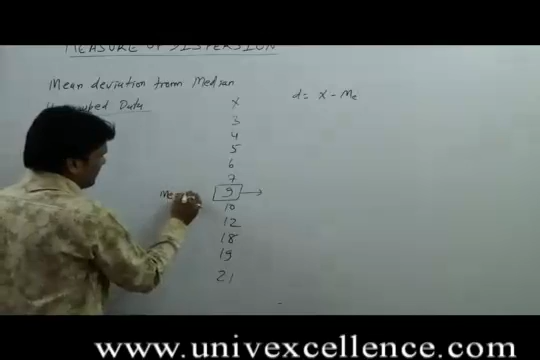 MEASURE OF DISPERSION
Mean deviation from Median
Data
x
d = x - Me
3
4
5
6
7
Me
9
10
12
18
19
21
www.univexcellence.com